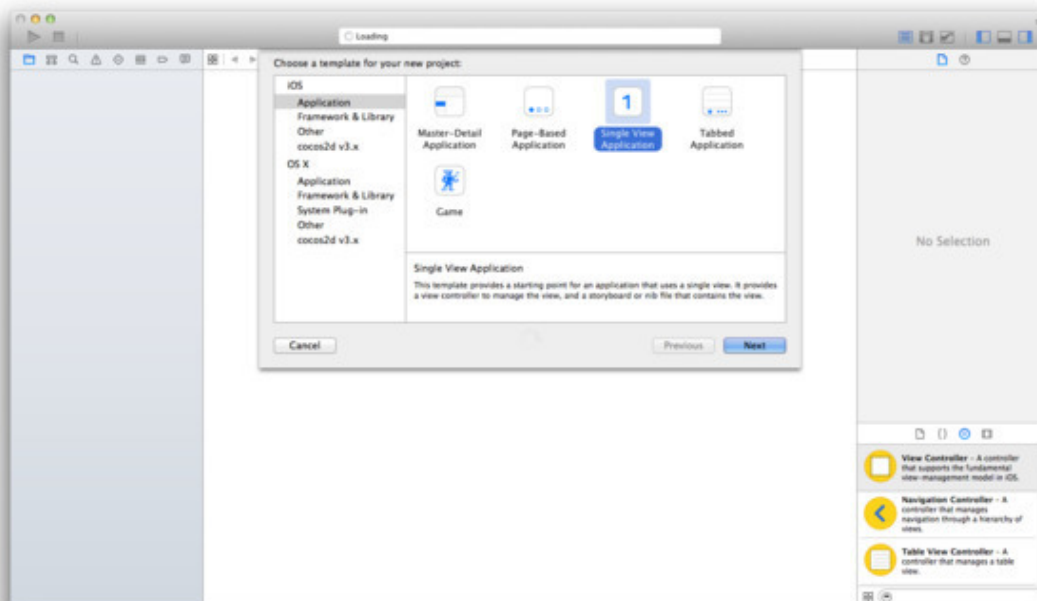 Loading
Choose a template for your new project:
iOS
Application
Framework & Library
Other
cocos2d v3.x
OS X
Application
Framework & Library
System Plug-in
Other
cocos2d v3.x
Master-Detail
Application
Page-Based
Application
1
Single View
Application
Tabbed
Application
Game
Single View Application
This template provides a starting point for an application that uses a single view. It provides
a view controller to manage the view, and a storyboard or nib file that contains the view.
Cancel
Previous
Next
No Selection
{}
View Controller - A controller
that supports the fundamental
view-management model in iOS.
Navigation Controller - A
controller that manages
navigation through a hierarchy of
views.
Table View Controller - A
controller that manages a table
view.